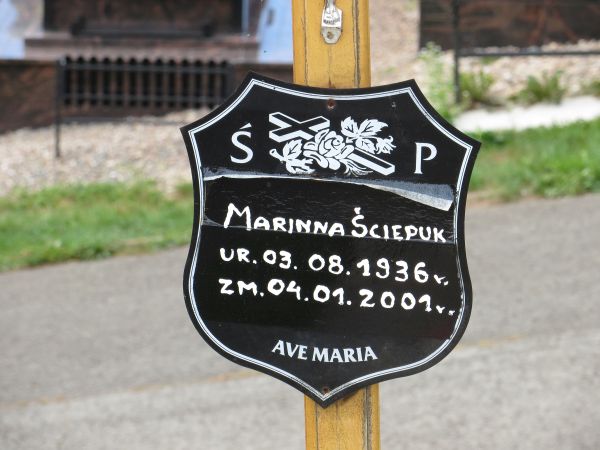 Ś P
MARINNA ŚCIEPUK
UR. 03. 08. 1936 r.
ZM. 04. 01. 2001 r.
AVE MARIA